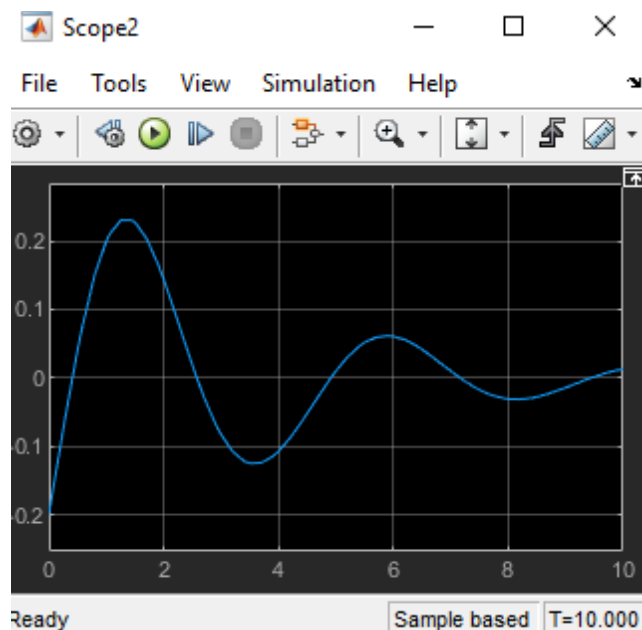 Scope2
File Tools View Simulation Help
0.2
0.1
0
-0.1
-0.2
0 2 4 6 8 10
Ready Sample based T=10.000